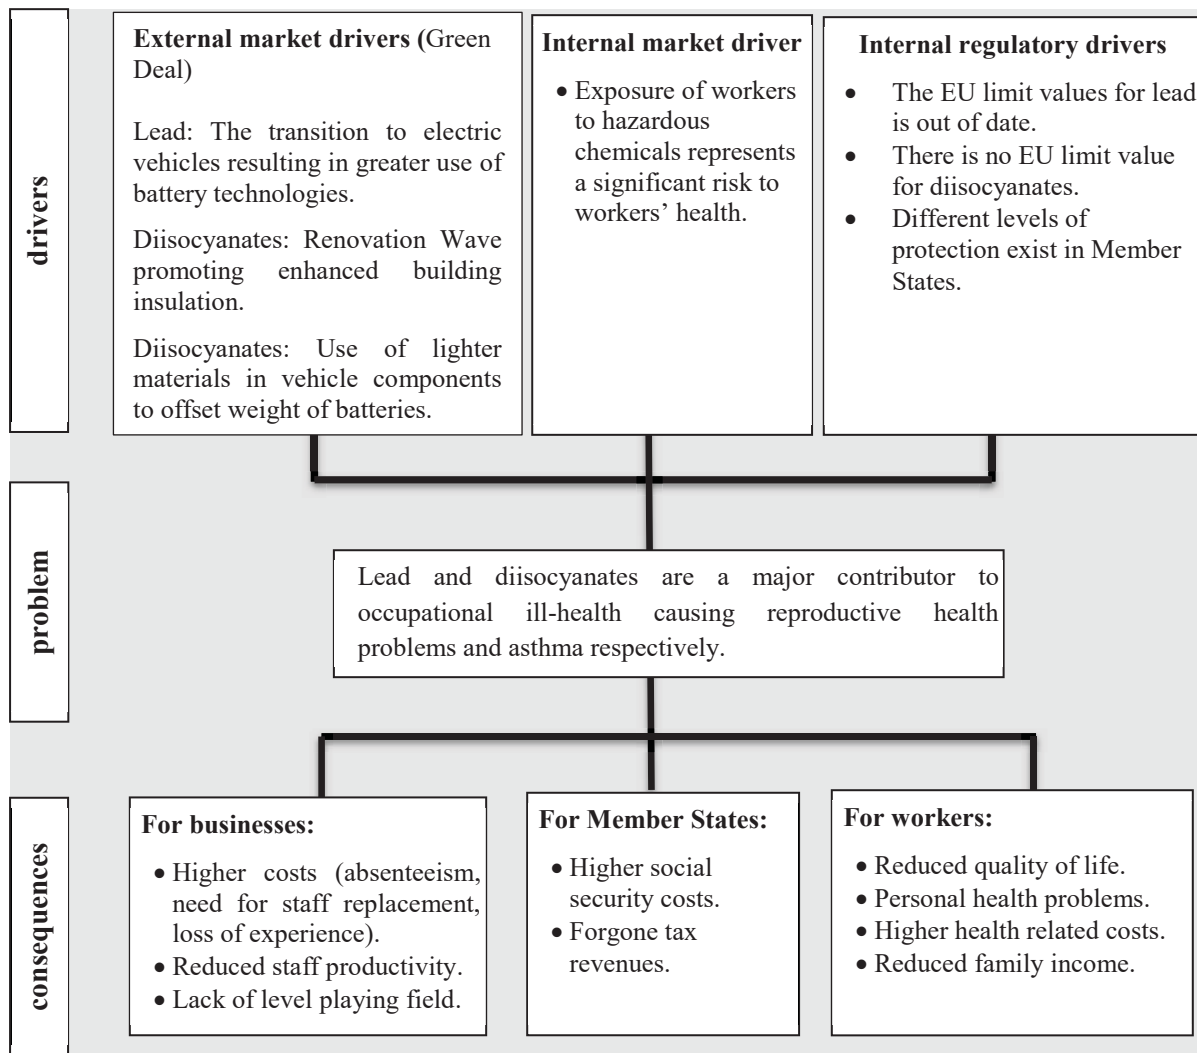 drivers
External market drivers (Green
Deal)
Lead: The transition to electric
vehicles resulting in greater use of
battery technologies.
Diisocyanates: Renovation Wave
promoting enhanced building
insulation.
Diisocyanates: Use of lighter
materials in vehicle components
to offset weight of batteries.
Internal market driver
• Exposure of workers
to hazardous
chemicals represents
a significant risk to
workers’ health.
Internal regulatory drivers
• The EU limit values for lead
is out of date.
• There is no EU limit value
for diisocyanates.
• Different levels of
protection exist in Member
States.
problem
Lead and diisocyanates are a major contributor to
occupational ill-health causing reproductive health
problems and asthma respectively.
consequences
For businesses:
• Higher costs (absenteeism,
need for staff replacement,
loss of experience).
• Reduced staff productivity.
• Lack of level playing field.
For Member States:
• Higher social
security costs.
• Forgone tax
revenues.
For workers:
• Reduced quality of life.
• Personal health problems.
• Higher health related costs.
• Reduced family income.